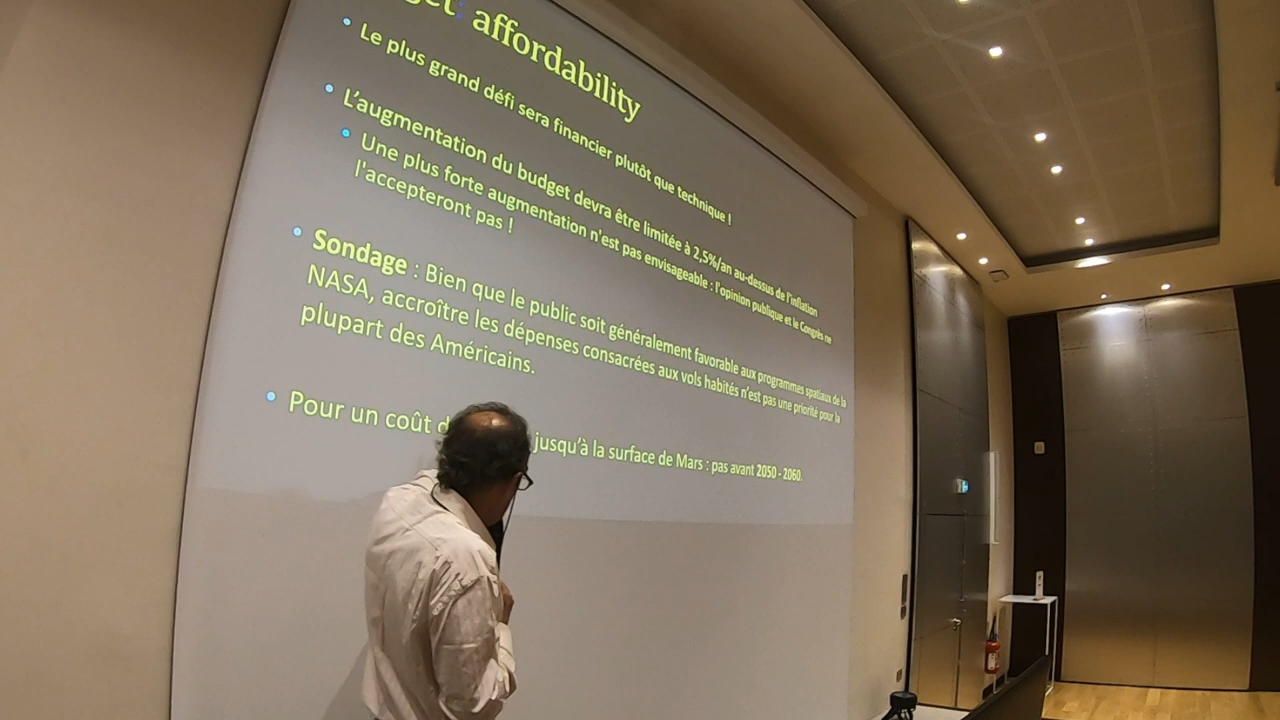 affordability
Le plus grand défi sera financier plutôt que technique !
L'augmentation du budget devra être limitée à 2,5%/an au-dessus de l'inflation
Une plus forte augmentation n'est pas envisageable : l'opinion publique et le Congrès ne
l'accepteront pas !
Sondage : Bien que le public soit généralement favorable aux programmes spatiaux de la
NASA, accroître les dépenses consacrées aux vols habités n'est pas une priorité pour la
plupart des Américains.
Pour un coût jusqu'à la surface de Mars : pas avant 2050 - 2060.